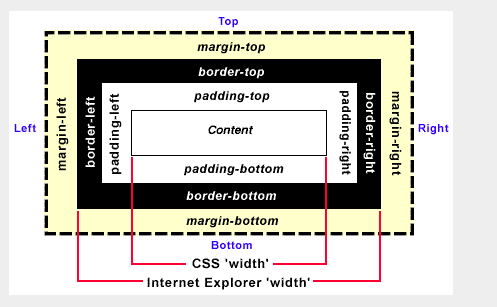 Top
margin-top
border-top
padding-top
Left
margin-left
border-left
padding-left
Content
padding-right
border-right
margin-right
Right
padding-bottom
border-bottom
margin-bottom
Bottom
CSS 'width'
Internet Explorer 'width'